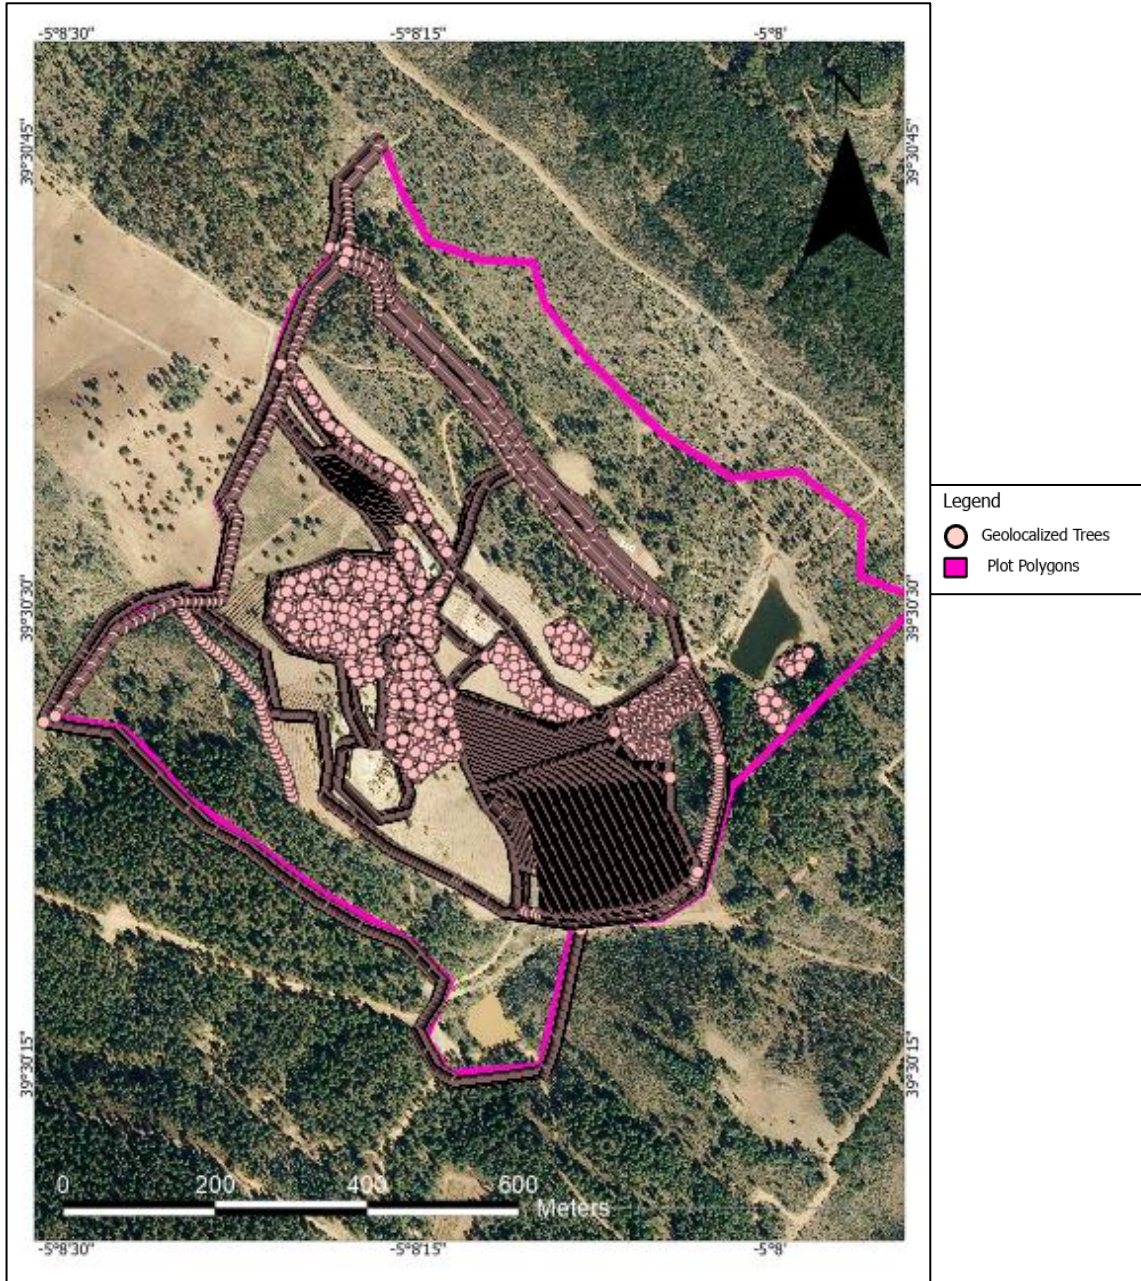 -5°8'30" -5°8'15" -5°8'
N
39°30'45" 39°30'45"
Legend
Geolocalized Trees
Plot Polygons
39°30'30" 39°30'30"
39°30'15" 39°30'15"
0 200 400 600
Meters
-5°8'30" -5°8'15" -5°8'